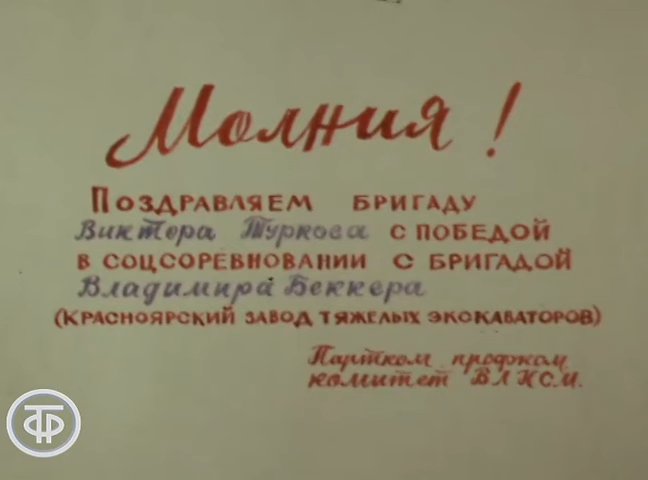 Молния!
Поздравляем бригаду
Виктора Туркова с победой
в соцсоревновании с бригадой
Владимира Беккера
(Красноярский завод тяжелых экскаваторов)
Партком профком
комитет ВЛКСМ.